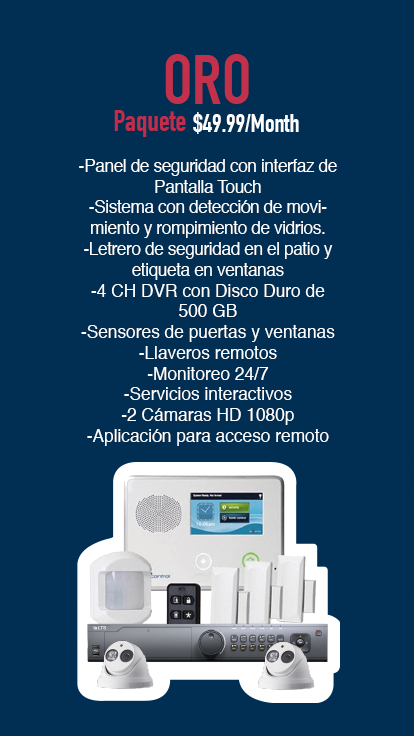 ORO
Paquete $49.99/Month
-Panel de seguridad con interfaz de
Pantalla Touch
-Sistema con detección de movi-
miento y rompimiento de vidrios.
-Letrero de seguridad en el patio y
etiqueta en ventanas
-4 CH DVR con Disco Duro de
500 GB
-Sensores de puertas y ventanas
-Llaveros remotos
-Monitoreo 24/7
-Servicios interactivos
-2 Cámaras HD 1080p
-Aplicación para acceso remoto
LTS